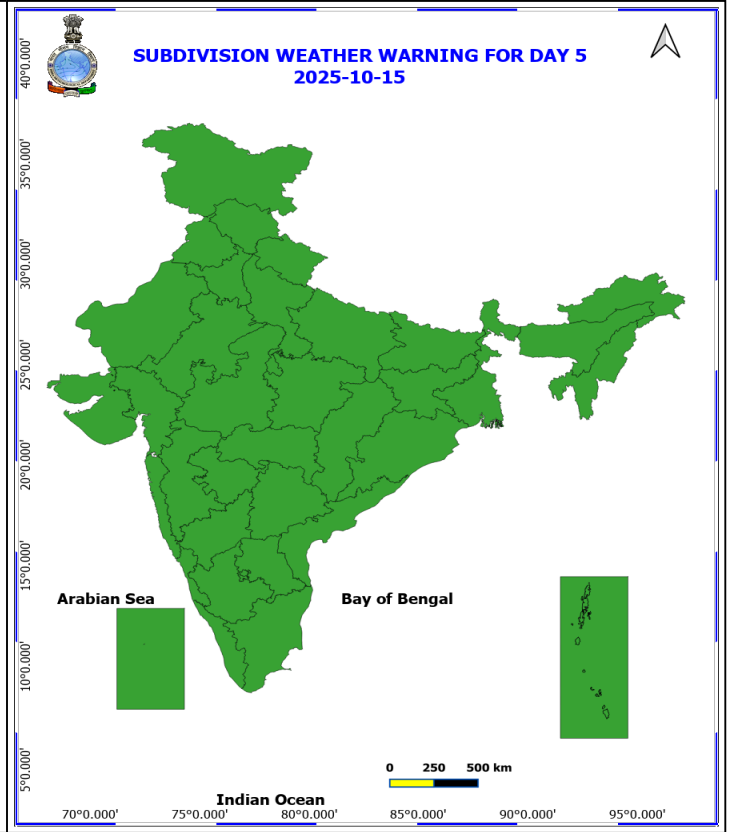 SUBDIVISION WEATHER WARNING FOR DAY 5
2025-10-15
40°0.000'
35°0.000'
30°0.000'
25°0.000'
20°0.000'
15°0.000'
10°0.000'
5°0.000'
Arabian Sea
Bay of Bengal
0 250 500 km
Indian Ocean
70°0.000' 75°0.000' 80°0.000' 85°0.000' 90°0.000' 95°0.000'